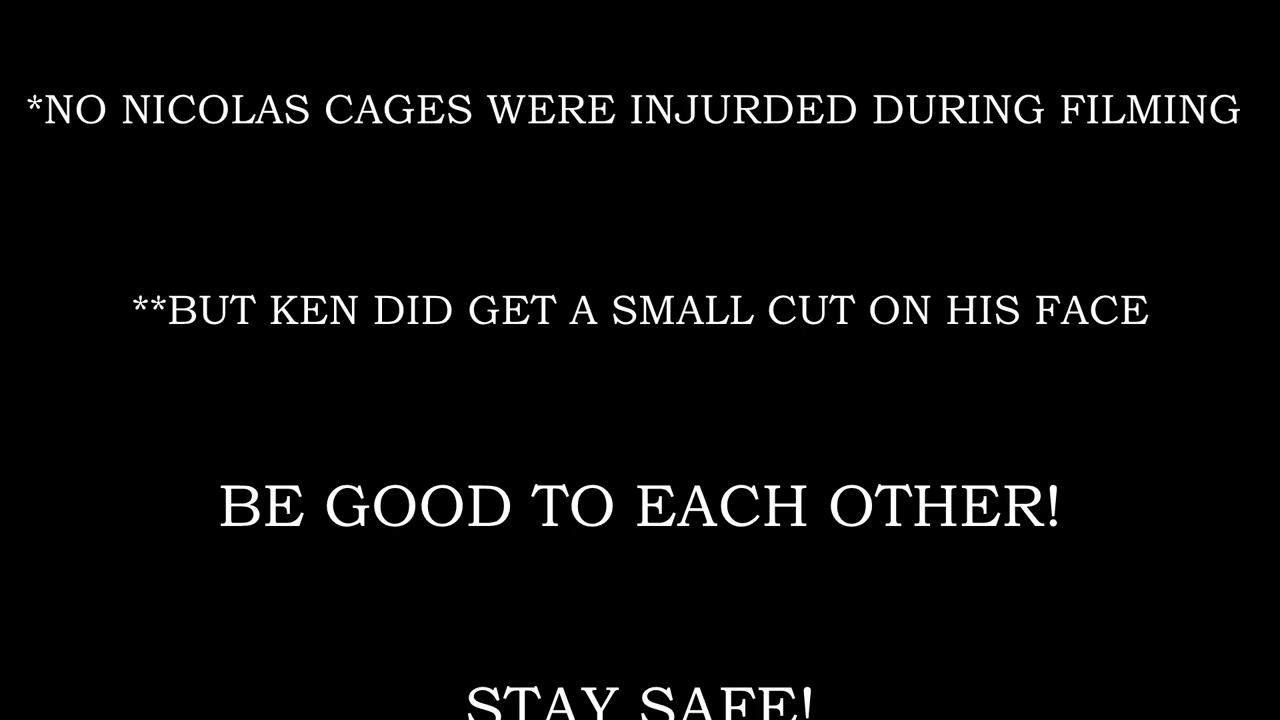 *NO NICOLAS CAGES WERE INJURDED DURING FILMING
**BUT KEN DID GET A SMALL CUT ON HIS FACE
BE GOOD TO EACH OTHER!
STAY SAFE!